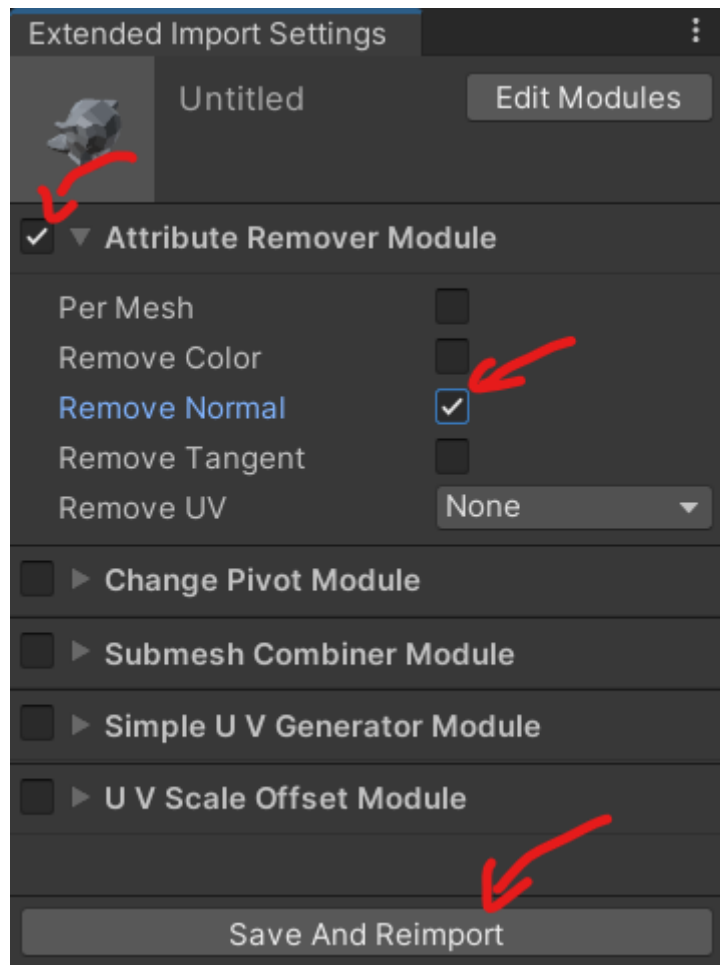 Extended Import Settings
Untitled
Edit Modules
Attribute Remover Module
Per Mesh
Remove Color
Remove Normal
Remove Tangent
Remove UV
None
Change Pivot Module
Submesh Combiner Module
Simple U V Generator Module
U V Scale Offset Module
Save And Reimport